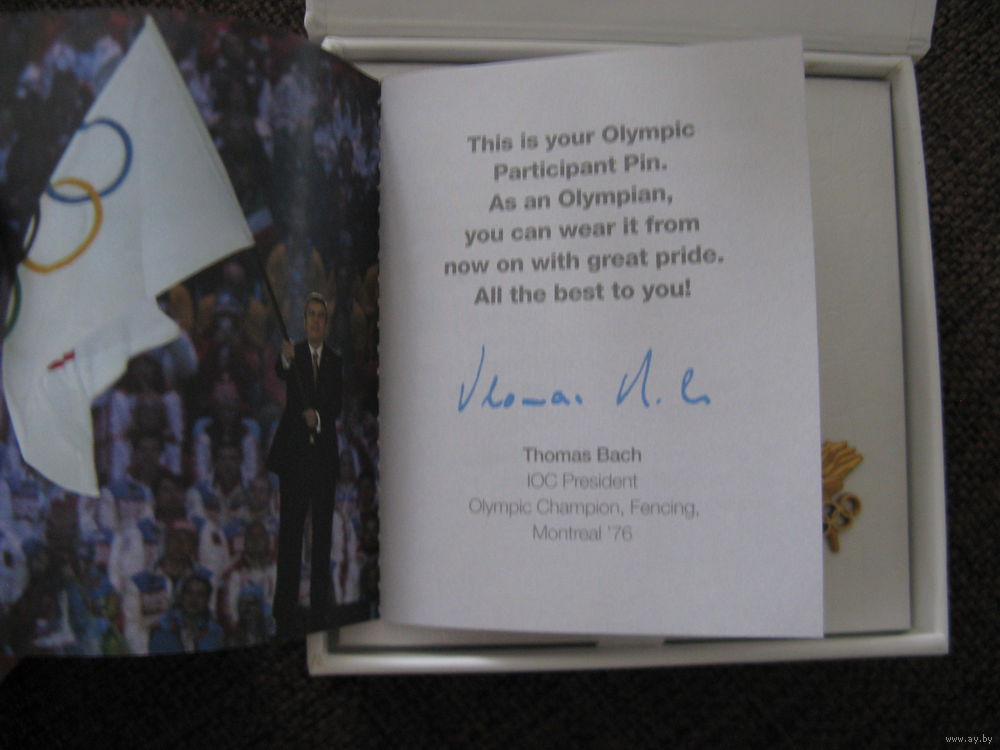 This is your Olympic
Participant Pin.
As an Olympian,
you can wear it from
now on with great pride.
All the best to you!
Thomas Bach
IOC President
Olympic Champion, Fencing,
Montreal '76
www.ay.by